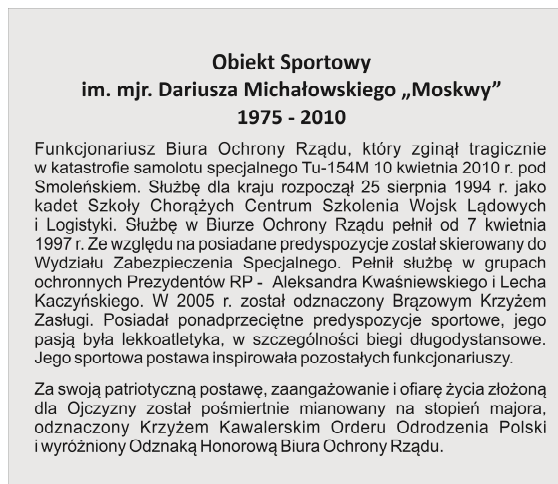 Obiekt Sportowy
im. mjr. Dariusza Michałowskiego „Moskwy”
1975 - 2010
Funkcjonariusz Biura Ochrony Rządu, który zginął tragicznie
w katastrofie samolotu specjalnego Tu-154M 10 kwietnia 2010 r. pod
Smoleńskiem. Służbę dla kraju rozpoczął 25 sierpnia 1994 r. jako
kadet Szkoły Chorążych Centrum Szkolenia Wojsk Lądowych
i Logistyki. Służbę w Biurze Ochrony Rządu pełnił od 7 kwietnia
1997 r. Ze względu na posiadane predyspozycje został skierowany do
Wydziału Zabezpieczenia Specjalnego. Pełnił służbę w grupach
ochronnych Prezydentów RP - Aleksandra Kwaśniewskiego i Lecha
Kaczyńskiego. W 2005 r. został odznaczony Brązowym Krzyżem
Zasługi. Posiadał ponadprzeciętne predyspozycje sportowe, jego
pasją była lekkoatletyka, w szczególności biegi długodystansowe.
Jego sportowa postawa inspirowała pozostałych funkcjonariuszy.
Za swoją patriotyczną postawę, zaangażowanie i ofiarę życia złożoną
dla Ojczyzny został pośmiertnie mianowany na stopień majora,
odznaczony Krzyżem Kawalerskim Orderu Odrodzenia Polski
i wyróżniony Odznaką Honorową Biura Ochrony Rządu.